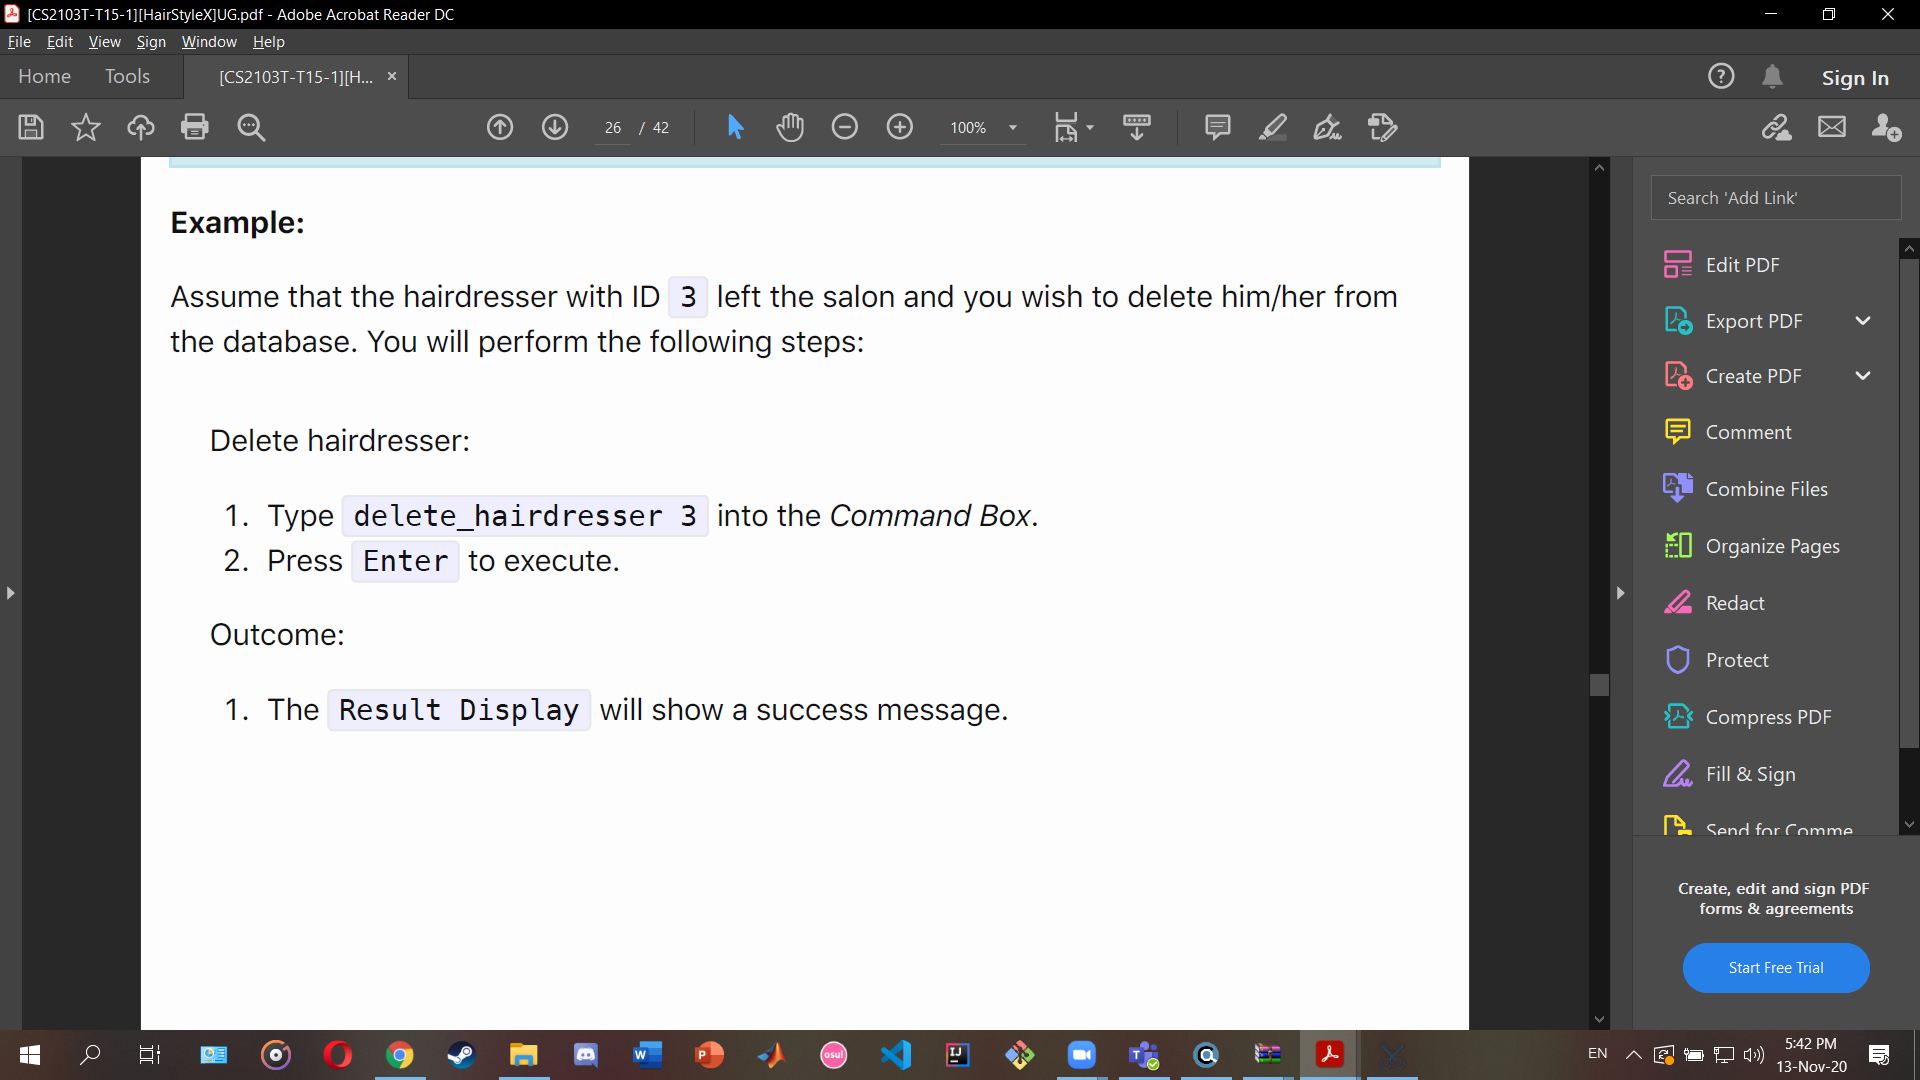 [CS2103T-T15-1][HairStyleX]UG.pdf - Adobe Acrobat Reader DC
File Edit View Sign Window Help
Home Tools [CS2103T-T15-1][H... × Sign In
26 / 42 100%
Search 'Add Link'
Example:
Assume that the hairdresser with ID 3 left the salon and you wish to delete him/her from
the database. You will perform the following steps:
Delete hairdresser:
1. Type delete_hairdresser 3 into the Command Box.
2. Press Enter to execute.
Outcome:
1. The Result Display will show a success message.
Edit PDF
Export PDF
Create PDF
Comment
Combine Files
Organize Pages
Redact
Protect
Compress PDF
Fill & Sign
Send for Comme
Create, edit and sign PDF
forms & agreements
Start Free Trial
osu!
EN
5:42 PM
13-Nov-20